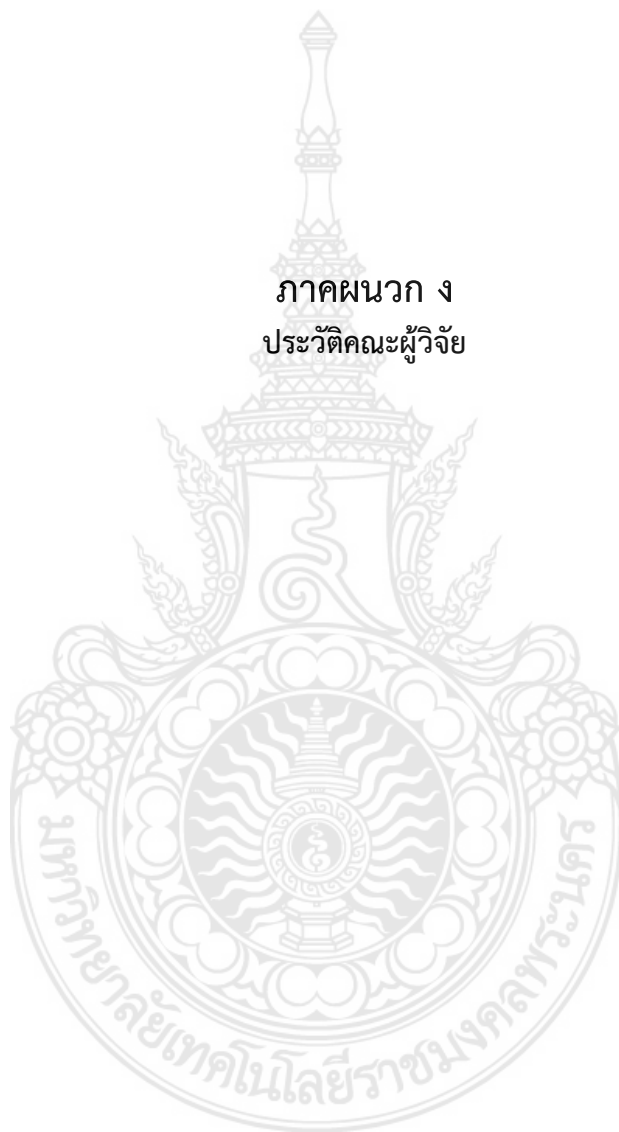 ภาคผนวก ง
ประวัติคณะผู้วิจัย
มหาวิทยาลัยเทคโนโลยีราชมงคลพระนคร